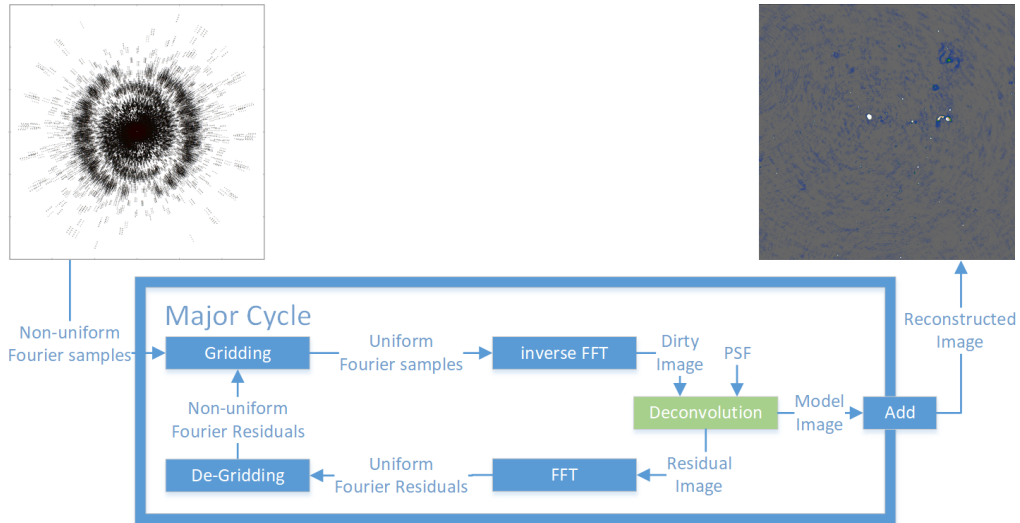 Major Cycle
Non-uniform
Fourier samples
Gridding
Uniform
Fourier samples
inverse FFT
Dirty
Image
PSF
Deconvolution
Model
Image
Add
Reconstructed
Image
Non-uniform
Fourier Residuals
De-Gridding
Uniform
Fourier Residuals
FFT
Residual
Image